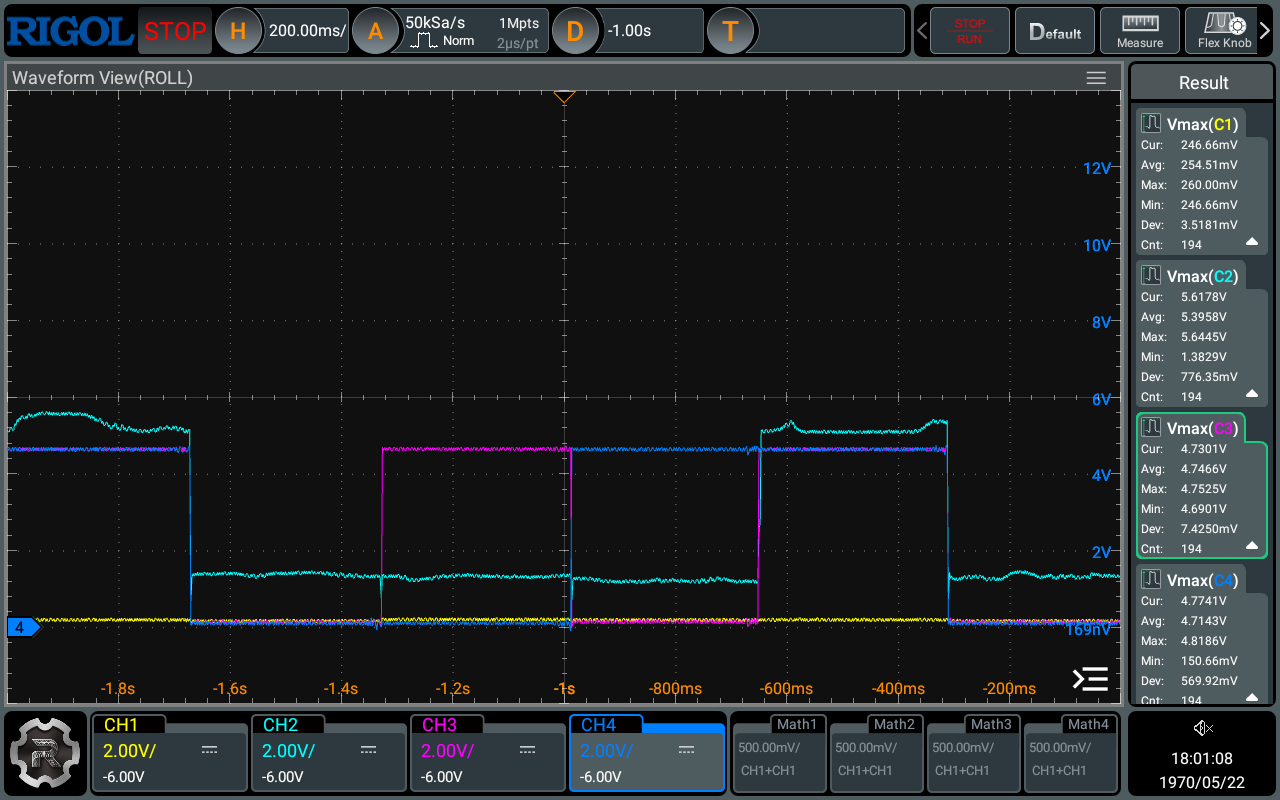 RIGOL STOP H 200.00ms/ A 50kSa/s Norm 1Mpts 2µs/pt D -1.00s T STOP RUN Default Measure Flex Knob
Waveform View(ROLL)
12V
10V
8V
6V
4V
2V
4
169nV
-1.8s -1.6s -1.4s -1.2s -1s -800ms -600ms -400ms -200ms
Result
Vmax(C1)
Cur: 246.66mV
Avg: 254.51mV
Max: 260.00mV
Min: 246.66mV
Dev: 3.5181mV
Cnt: 194
Vmax(C2)
Cur: 5.6178V
Avg: 5.3958V
Max: 5.6445V
Min: 1.3829V
Dev: 776.35mV
Cnt: 194
Vmax(C3)
Cur: 4.7301V
Avg: 4.7466V
Max: 4.7525V
Min: 4.6901V
Dev: 7.4250mV
Cnt: 194
Vmax(C4)
Cur: 4.7741V
Avg: 4.7143V
Max: 4.8186V
Min: 150.66mV
Dev: 569.92mV
Cnt: 194
R
CH1
2.00V/
-6.00V
CH2
2.00V/
-6.00V
CH3
2.00V/
-6.00V
CH4
2.00V/
-6.00V
Math1
500.00mV/
CH1+CH1
Math2
500.00mV/
CH1+CH1
Math3
500.00mV/
CH1+CH1
Math4
500.00mV/
CH1+CH1
18:01:08
1970/05/22